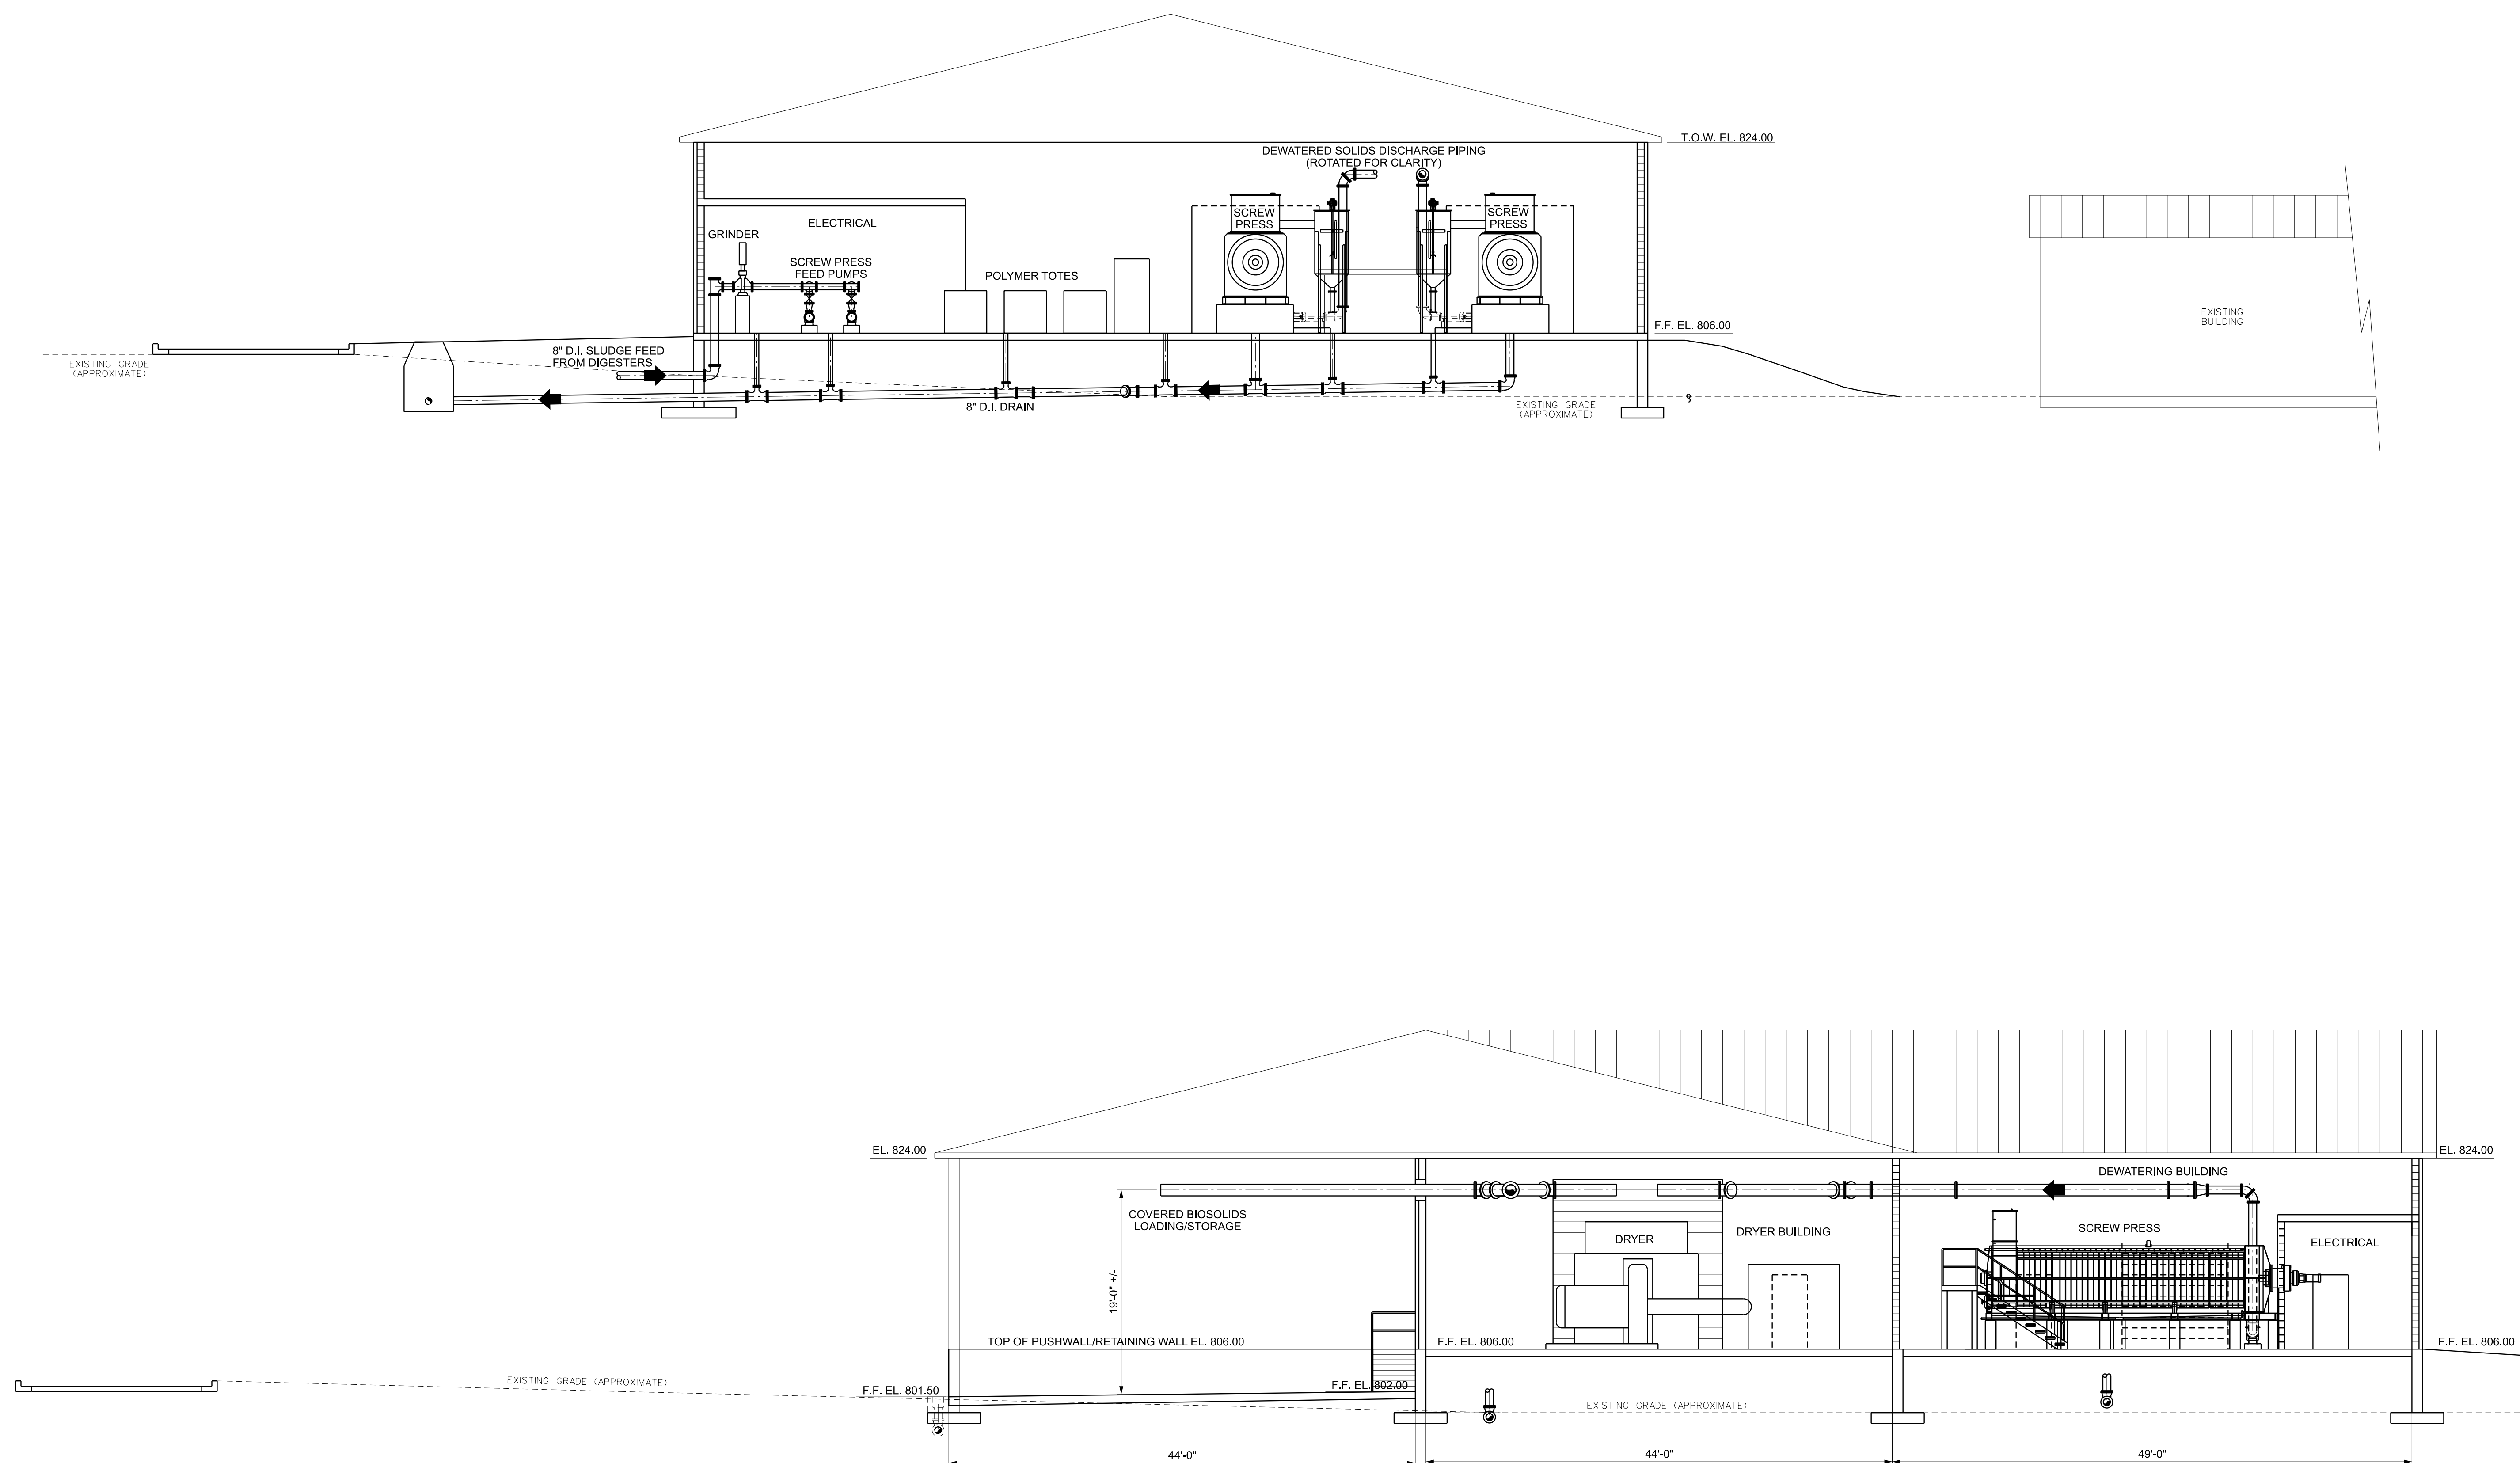 T.O.W. EL. 824.00
DEWATERED SOLIDS DISCHARGE PIPING
(ROTATED FOR CLARITY)
SCREW
PRESS
SCREW
PRESS
ELECTRICAL
GRINDER
SCREW PRESS
FEED PUMPS
POLYMER TOTES
EXISTING
BUILDING
F.F. EL. 806.00
8" D.I. SLUDGE FEED
FROM DIGESTERS
EXISTING GRADE
(APPROXIMATE)
8" D.I. DRAIN
EXISTING GRADE
(APPROXIMATE)
EL. 824.00
EL. 824.00
DEWATERING BUILDING
COVERED BIOSOLIDS
LOADING/STORAGE
DRYER
DRYER BUILDING
SCREW PRESS
ELECTRICAL
19'-0" +/-
TOP OF PUSHWALL/RETAINING WALL EL. 806.00
F.F. EL. 806.00
F.F. EL. 806.00
EXISTING GRADE (APPROXIMATE)
F.F. EL. 801.50
F.F. EL. 802.00
EXISTING GRADE (APPROXIMATE)
44'-0"
44'-0"
49'-0"